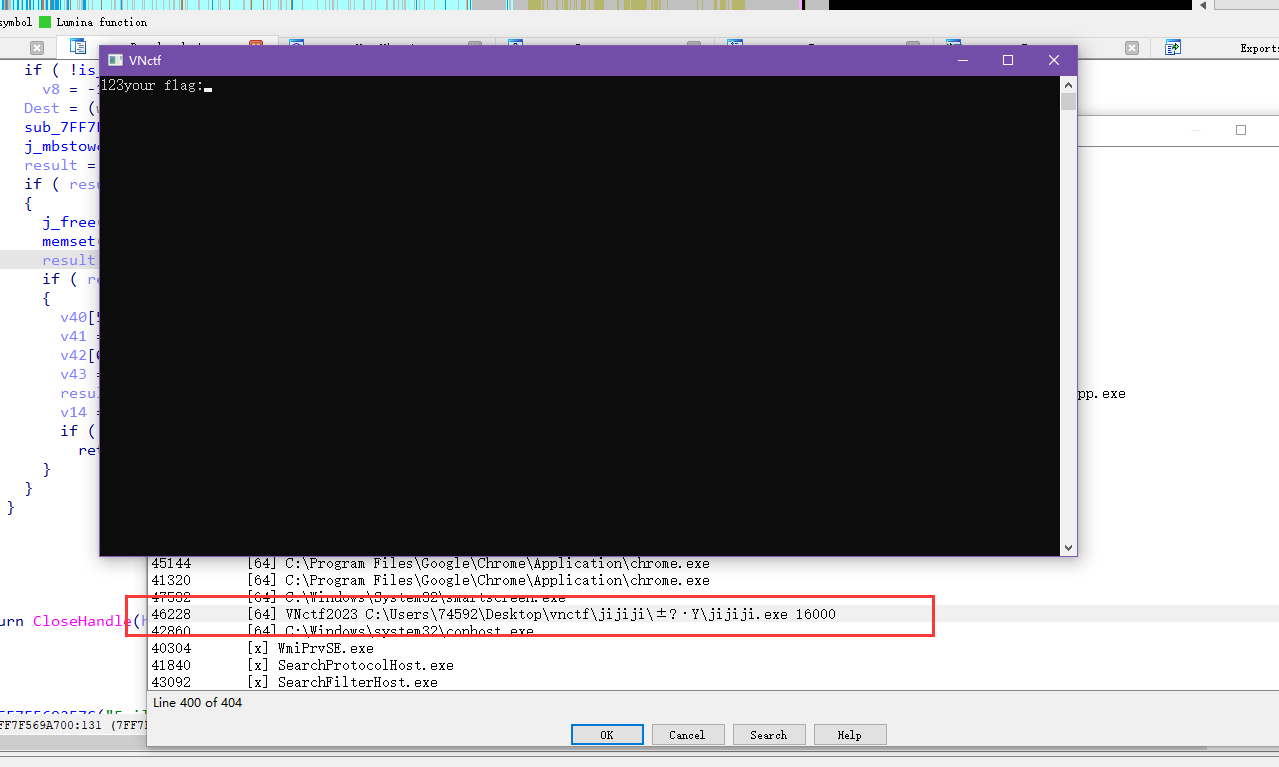 symbol Lumina function
Exports
VNctf
123your flag:
if ( !is_
v8 = -
Dest = (
sub_7FF7
j_mbstowc
result =
if ( resu
{
j_free(
memset(
result
if ( re
{
v40[
v41 =
v42[
v43 =
resul
v14 =
if (
ret
}
}
}
pp.exe
45144 [64] C:\Program Files\Google\Chrome\Application\chrome.exe
41320 [64] C:\Program Files\Google\Chrome\Application\chrome.exe
47532 [64] C:\Windows\System32\smartscreen.exe
46228 [64] VNctf2023 C:\Users\74592\Desktop\vnctf\jijiji\±?·Y\jijiji.exe 16000
urn CloseHandle(h
42860 [64] C:\Windows\system32\conhost.exe
40304 [x] WmiPrvSE.exe
41840 [x] SearchProtocolHost.exe
43092 [x] SearchFilterHost.exe
Line 400 of 404
FF7F569A700:131 (7FF7
OK Cancel Search Help